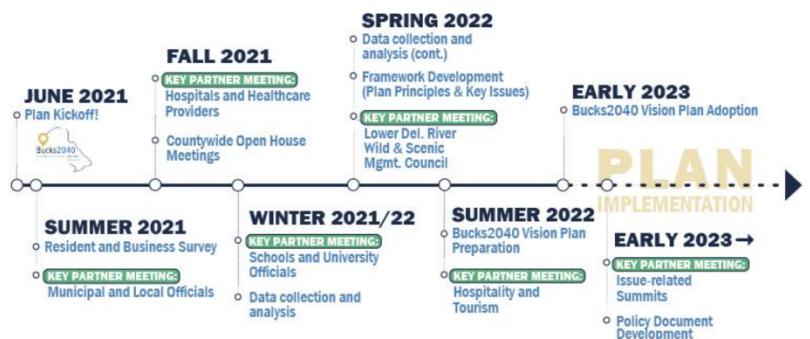 JUNE 2021
Plan Kickoff!
Bucks2040
FALL 2021
KEY PARTNER MEETING:
Hospitals and Healthcare
Providers
Countywide Open House
Meetings
SPRING 2022
Data collection and
analysis (cont.)
Framework Development
(Plan Principles & Key Issues)
KEY PARTNER MEETING:
Lower Del. River
Wild & Scenic
Mgmt. Council
EARLY 2023
Bucks2040 Vision Plan Adoption
PLAN
IMPLEMENTATION
SUMMER 2021
Resident and Business Survey
KEY PARTNER MEETING:
Municipal and Local Officials
WINTER 2021/22
KEY PARTNER MEETING:
Schools and University
Officials
Data collection and
analysis
SUMMER 2022
Bucks2040 Vision Plan
Preparation
KEY PARTNER MEETING:
Hospitality and
Tourism
EARLY 2023→
KEY PARTNER MEETING:
Issue-related
Summits
Policy Document
Development